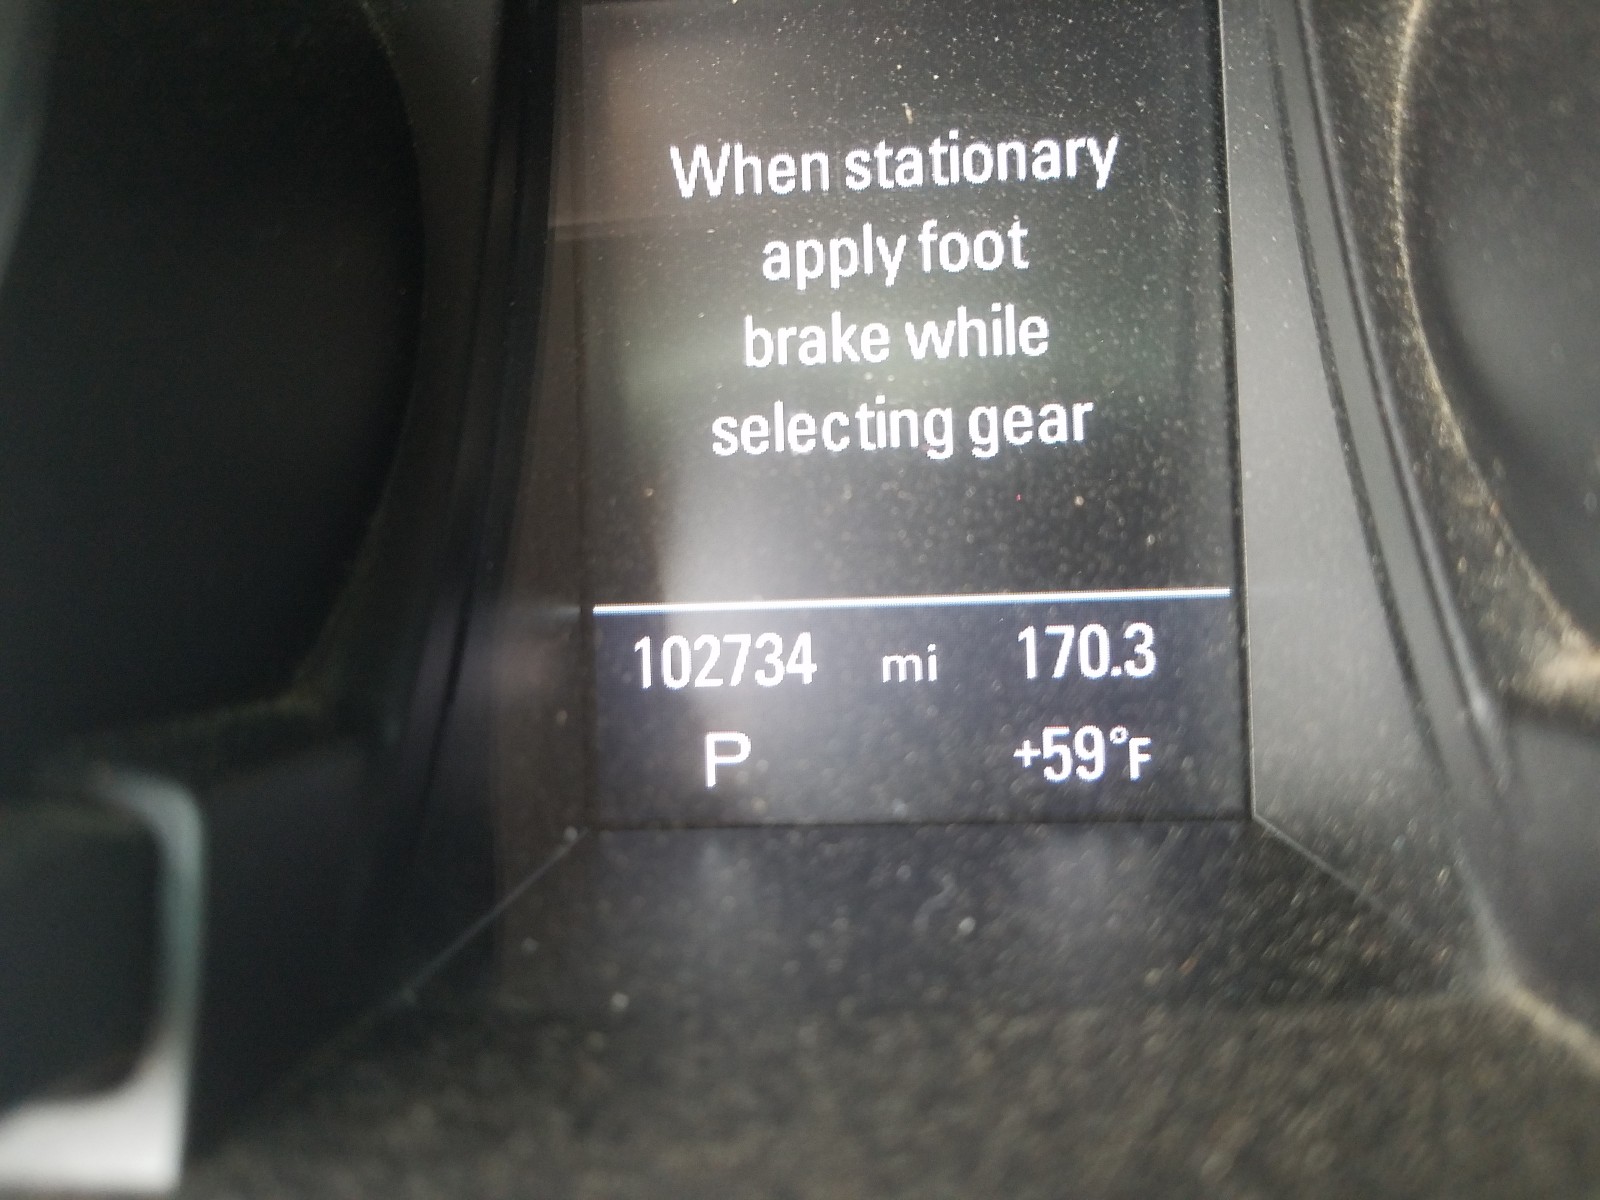 When stationary
apply foot
brake while
selecting gear
102734 mi 170.3
P +59°F